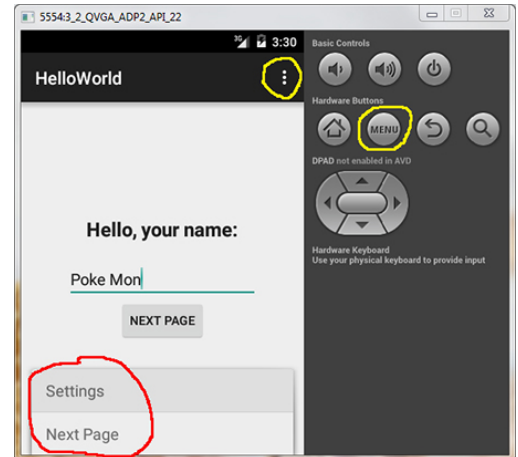 5554:3_2_QVGA_ADP2_API_22
3G 3:30
HelloWorld
Hello, your name:
Poke Mon
NEXT PAGE
Settings
Next Page
Basic Controls
Hardware Buttons
MENU
DPAD not enabled in AVD
Hardware Keyboard
Use your physical keyboard to provide input